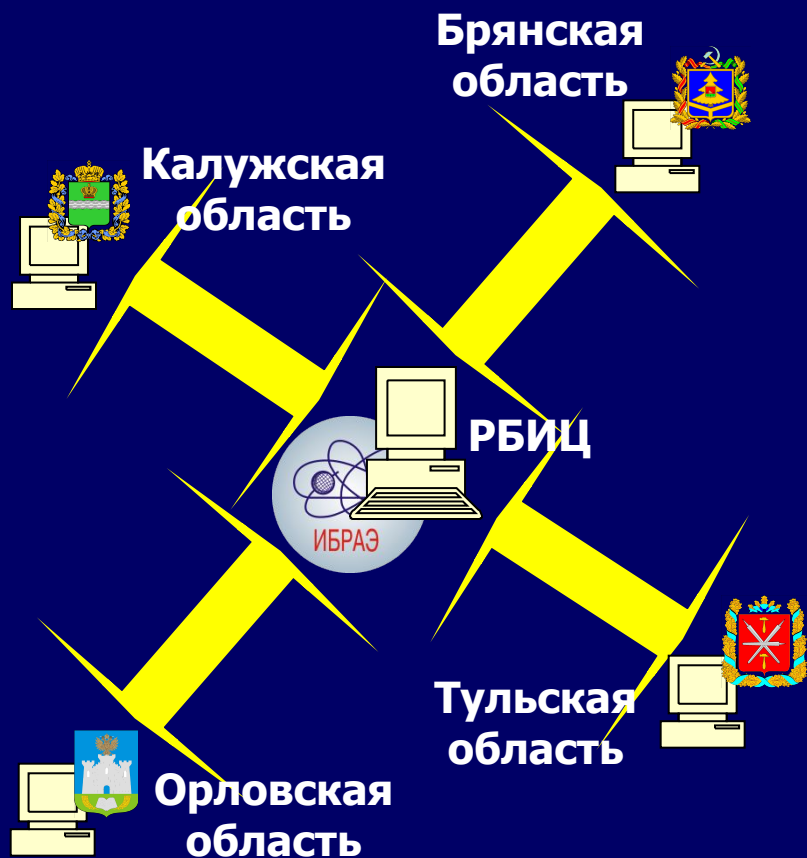 Брянская
область
Калужская
область
РБИЦ
ИБРАЭ
Тульская
область
Орловская
область